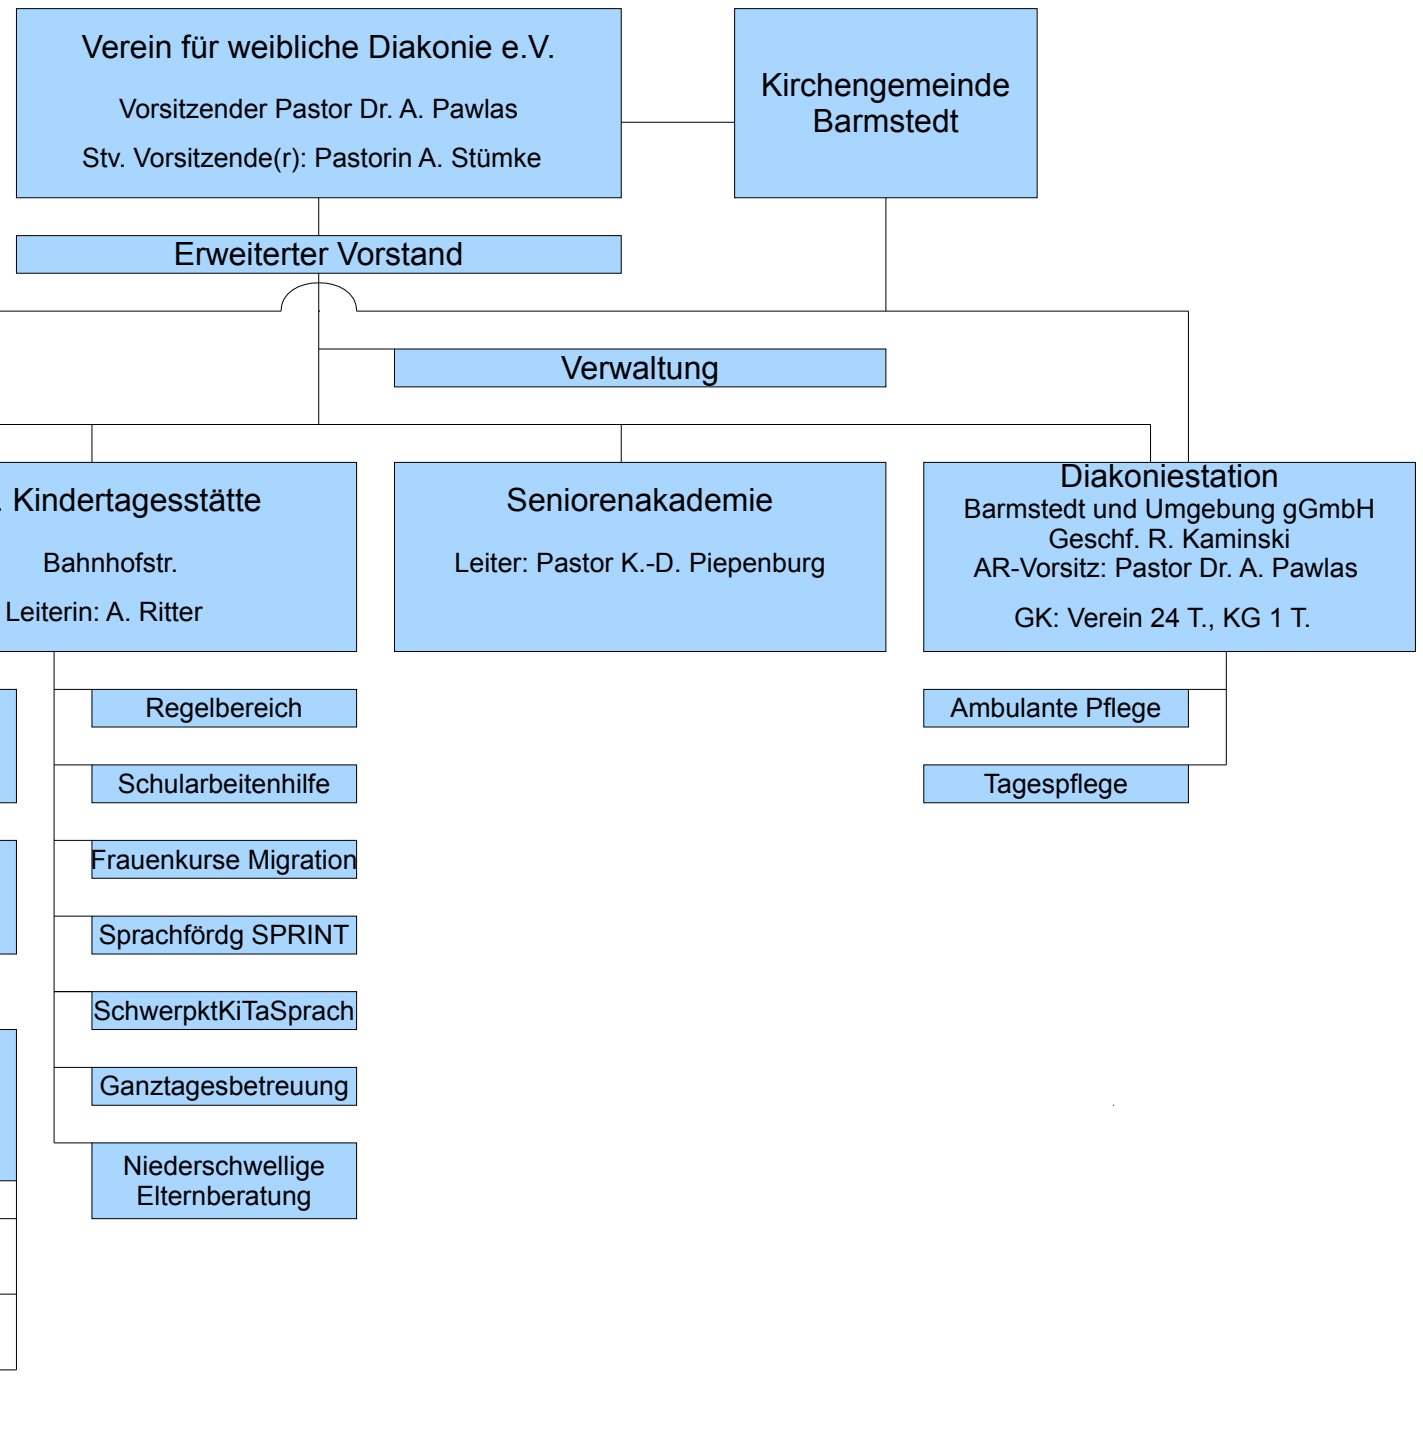 Verein für weibliche Diakonie e.V.
Vorsitzender Pastor Dr. A. Pawlas
Stv. Vorsitzende(r): Pastorin A. Stümke
Kirchengemeinde
Barmstedt
Erweiterter Vorstand
Verwaltung
. Kindertagesstätte
Bahnhofstr.
Leiterin: A. Ritter
Seniorenakademie
Leiter: Pastor K.-D. Piepenburg
Diakoniestation
Barmstedt und Umgebung gGmbH
Geschf. R. Kaminski
AR-Vorsitz: Pastor Dr. A. Pawlas
GK: Verein 24 T., KG 1 T.
Regelbereich
Schularbeitenhilfe
Frauenkurse Migration
Sprachfördg SPRINT
SchwerpktKiTaSprach
Ganztagesbetreuung
Niederschwellige
Elternberatung
Ambulante Pflege
Tagespflege